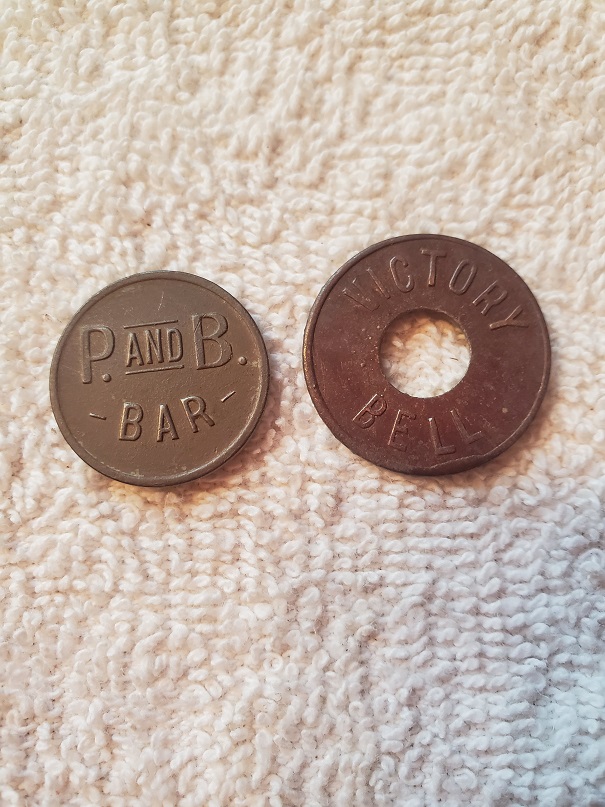 P. AND B.
- BAR -
VICTORY
BELL